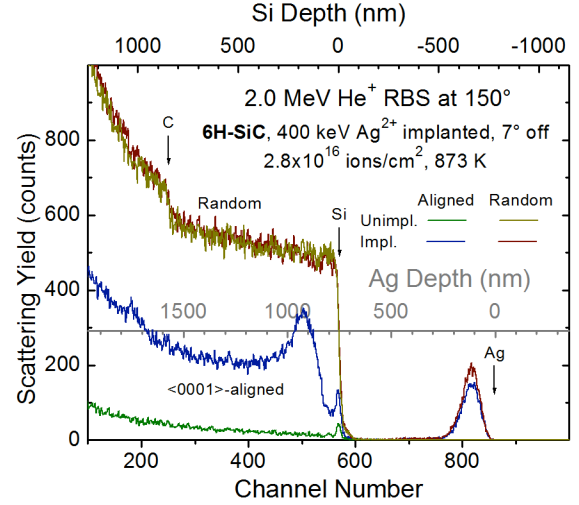 Si Depth (nm)
1000 500 0 -500 -1000
2.0 MeV He⁺ RBS at 150°
6H-SiC, 400 keV Ag²⁺ implanted, 7° off
2.8x10¹⁶ ions/cm², 873 K
Aligned Random
Unimpl.
Impl.
C
Random
Si
Ag Depth (nm)
1500 1000 500 0
Ag
<0001>-aligned
Scattering Yield (counts)
800
600
400
200
0
200 400 600 800
Channel Number